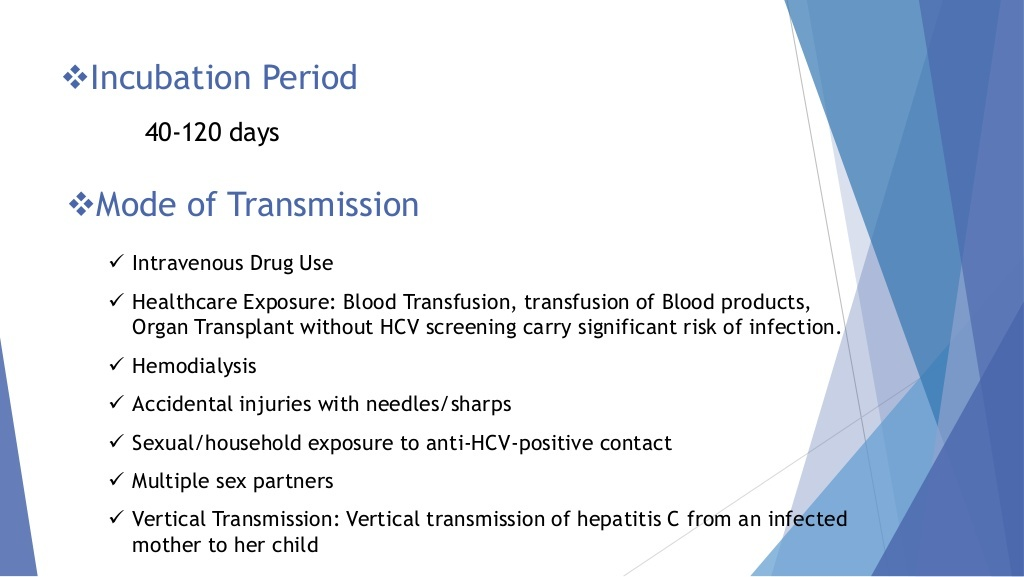 ❖Incubation Period
40-120 days
❖Mode of Transmission
✓ Intravenous Drug Use
✓ Healthcare Exposure: Blood Transfusion, transfusion of Blood products,
Organ Transplant without HCV screening carry significant risk of infection.
✓ Hemodialysis
✓ Accidental injuries with needles/sharps
✓ Sexual/household exposure to anti-HCV-positive contact
✓ Multiple sex partners
✓ Vertical Transmission: Vertical transmission of hepatitis C from an infected
mother to her child